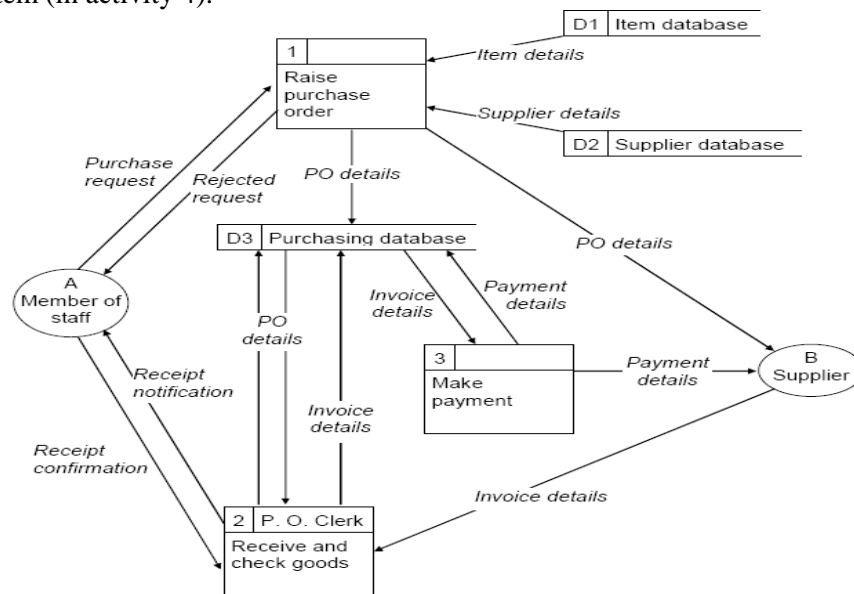 tem (in activity 4).
D1 Item database
1
Item details
Raise
purchase
order
Supplier details
D2 Supplier database
Purchase
request
Rejected
request
PO details
D3 Purchasing database
PO details
A
Member of
staff
Invoice
details
Payment
details
PO
details
3
Make
payment
Payment
details
B
Supplier
Receipt
notification
Invoice
details
Receipt
confirmation
Invoice details
2 P. O. Clerk
Receive and
check goods